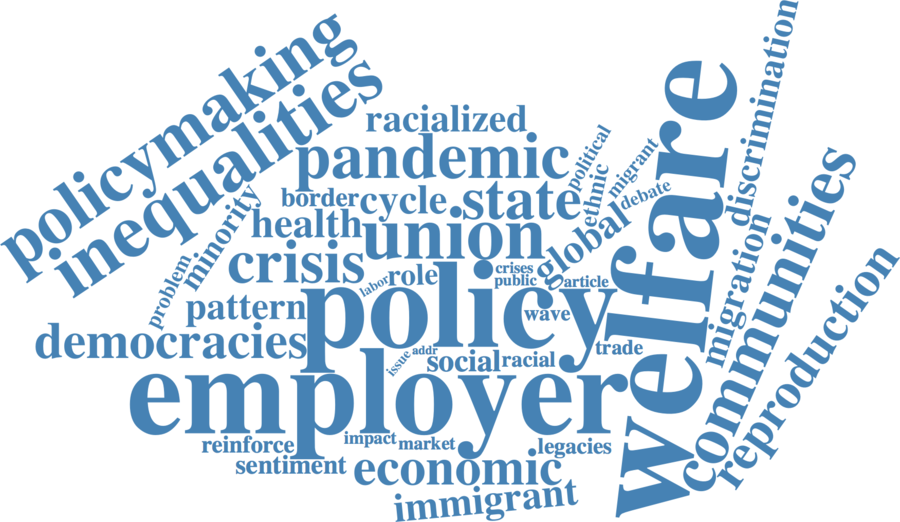 policymaking
inequalities
discrimination
racialized
pandemic
political
migrant
ethnic
debate
border
cycle
state
minority
health
union
global
welfare
communities
crisis
problem
labor
role
crises
public
article
migration
reproduction
pattern
policy
wave
democracies
issue
addr
social
racial
trade
employer
reinforce
impact
market
legacies
sentiment
economic
immigrant